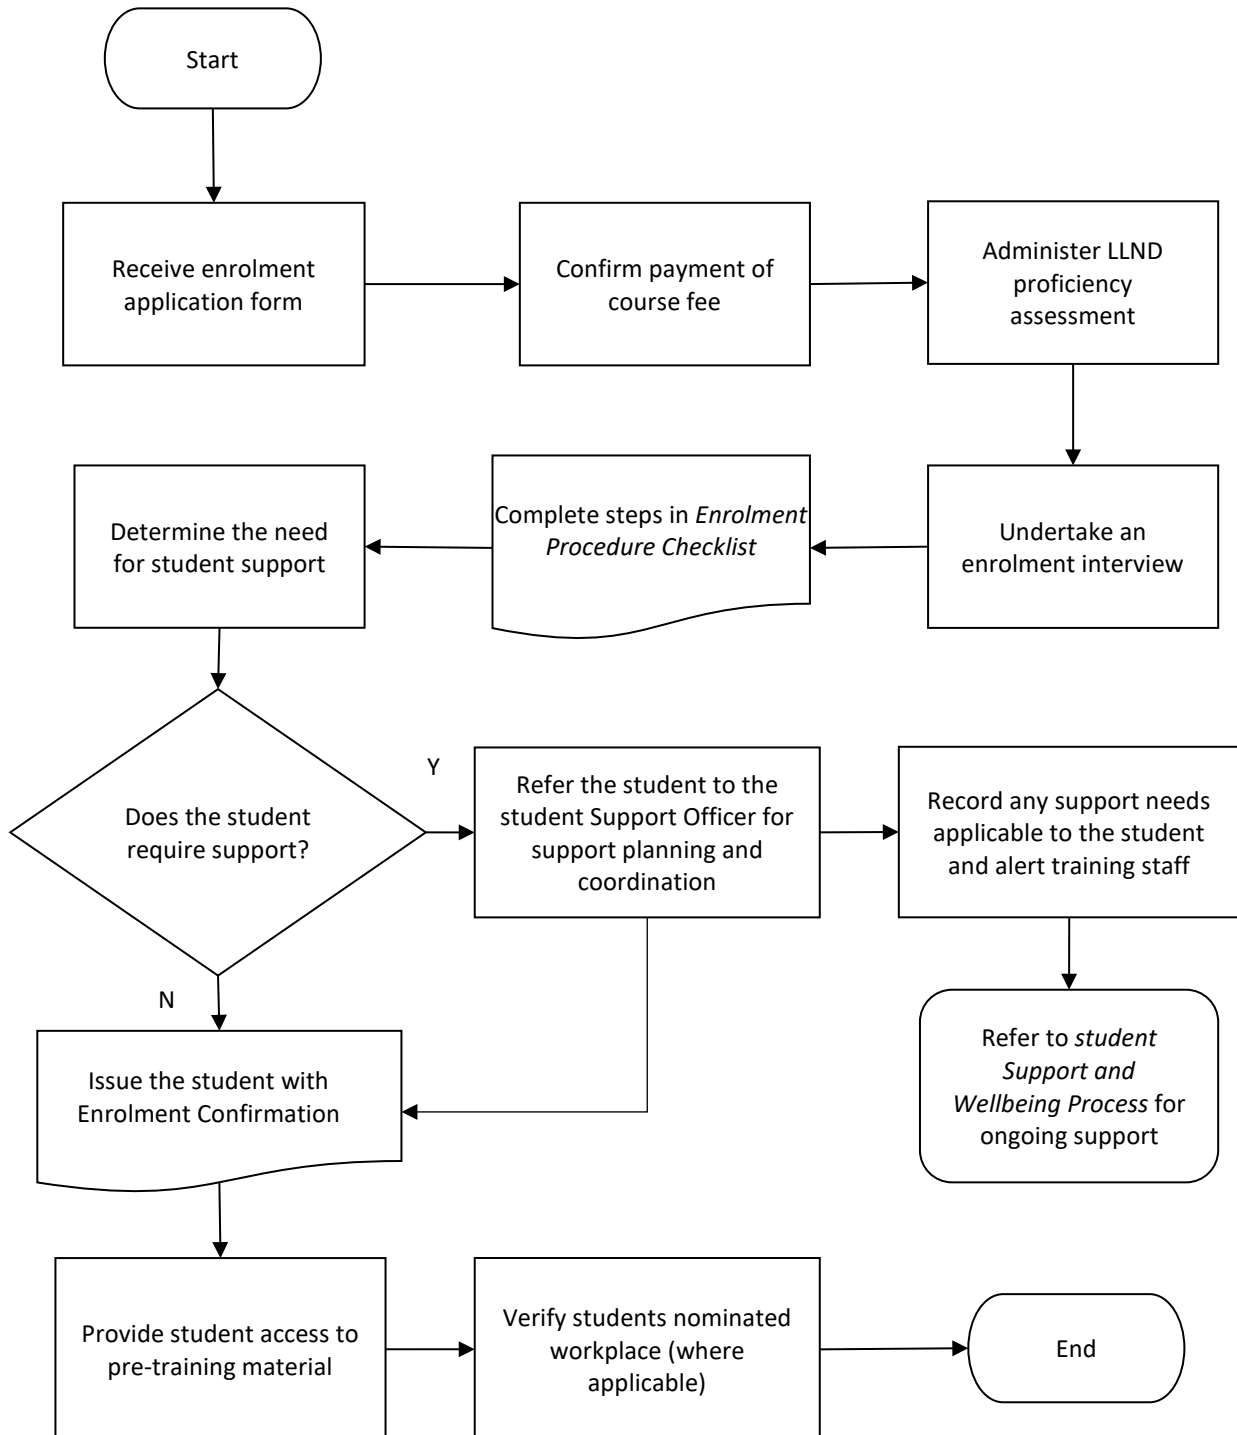 Start
Receive enrolment
application form
Confirm payment of
course fee
Administer LLND
proficiency
assessment
Undertake an
enrolment interview
Complete steps in Enrolment
Procedure Checklist
Determine the need
for student support
Does the student
require support?
Y
Refer the student to the
student Support Officer for
support planning and
coordination
Record any support needs
applicable to the student
and alert training staff
Refer to student
Support and
Wellbeing Process for
ongoing support
N
Issue the student with
Enrolment Confirmation
Provide student access to
pre-training material
Verify students nominated
workplace (where
applicable)
End